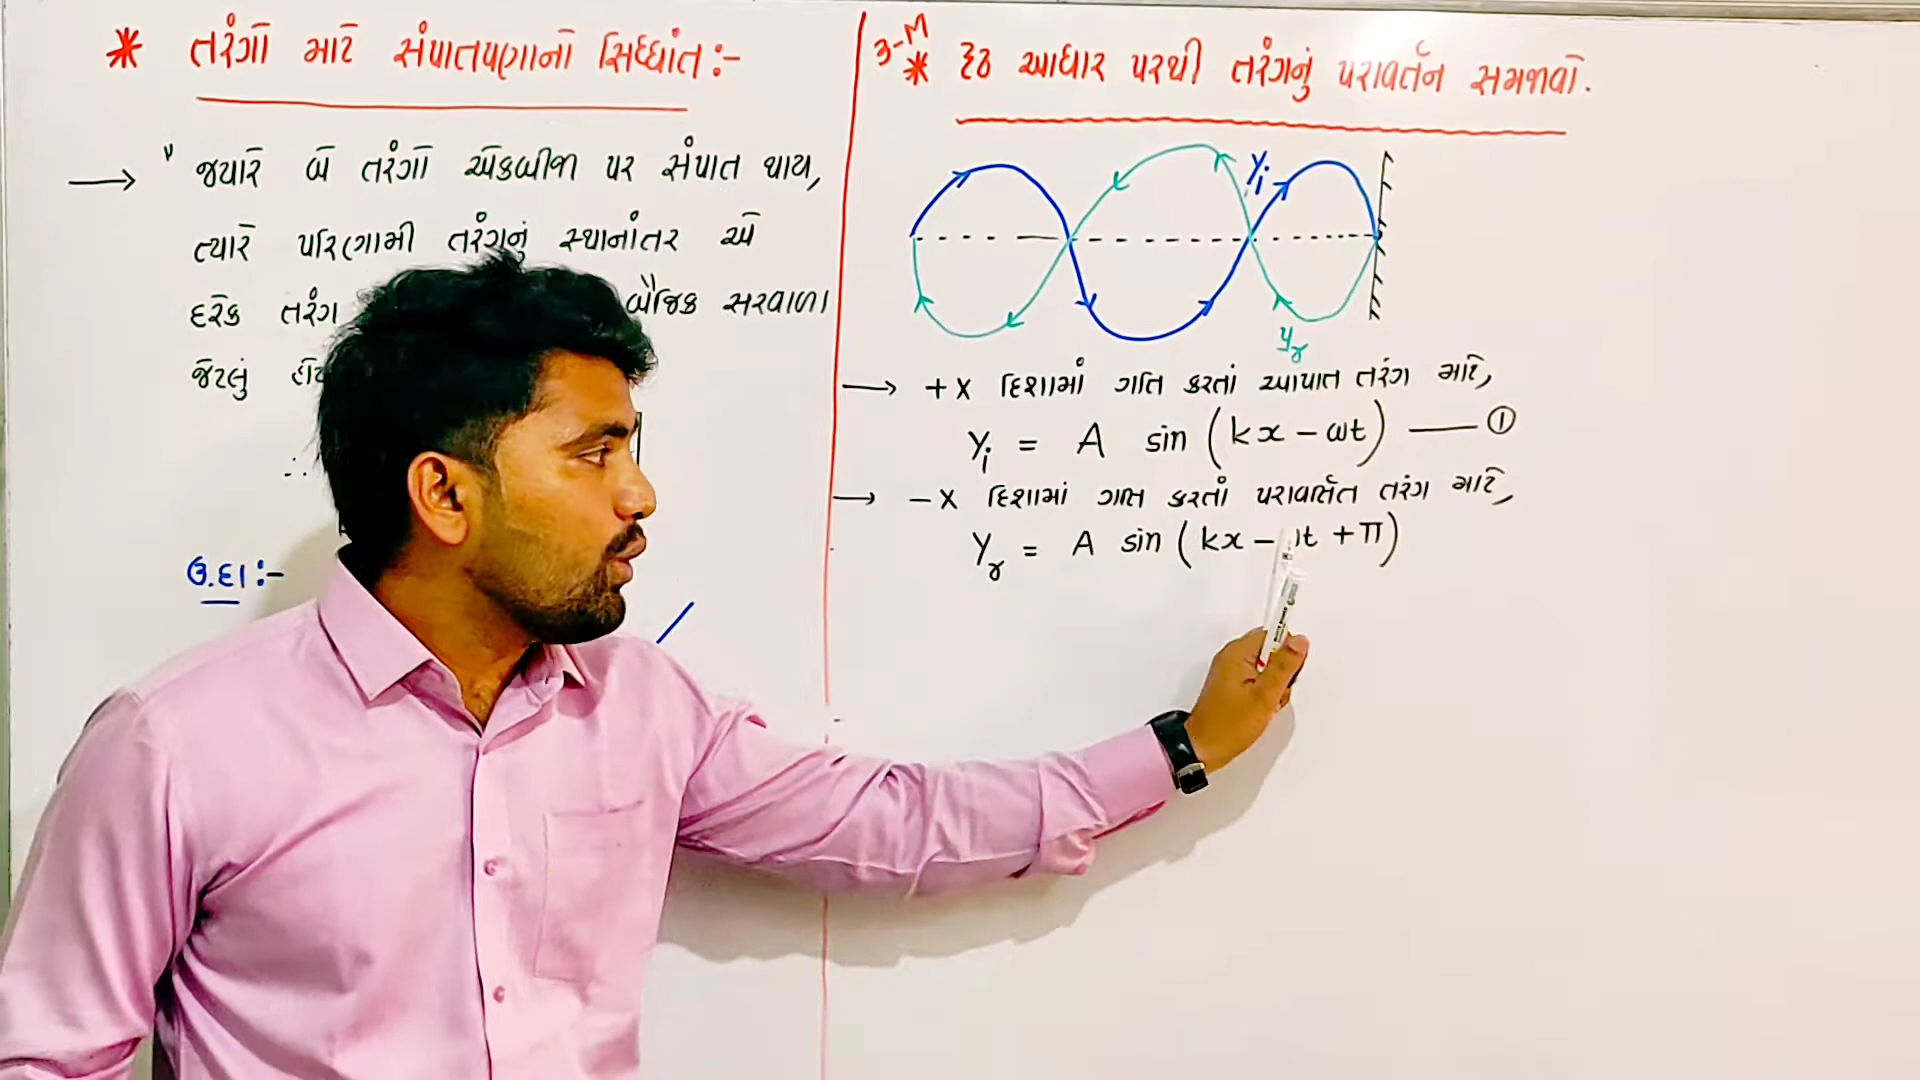 * તરંગો માટે સંપાતપણાનો સિધ્ધાંત :-
→ " જ્યારે બે તરંગો એકબીજા પર સંપાત થાય,
ત્યારે પરિણામી તરંગનું સ્થાનાંતર એ
દરેક તરંગ બૈજિક સરવાળા
જેટલું
∴
ઉ.દા :-
3-M
* દૃઢ આધાર પરથી તરંગનું પરાવર્તન સમજાવો.
Yi
yr
→ +x દિશામાં ગતિ કરતાં આપાત તરંગ માટે,
Yi = A sin (kx - ωt) — ①
→ -x દિશામાં ગતિ કરતાં પરાવર્તિત તરંગ માટે,
Yr = A sin (kx - ωt + π)